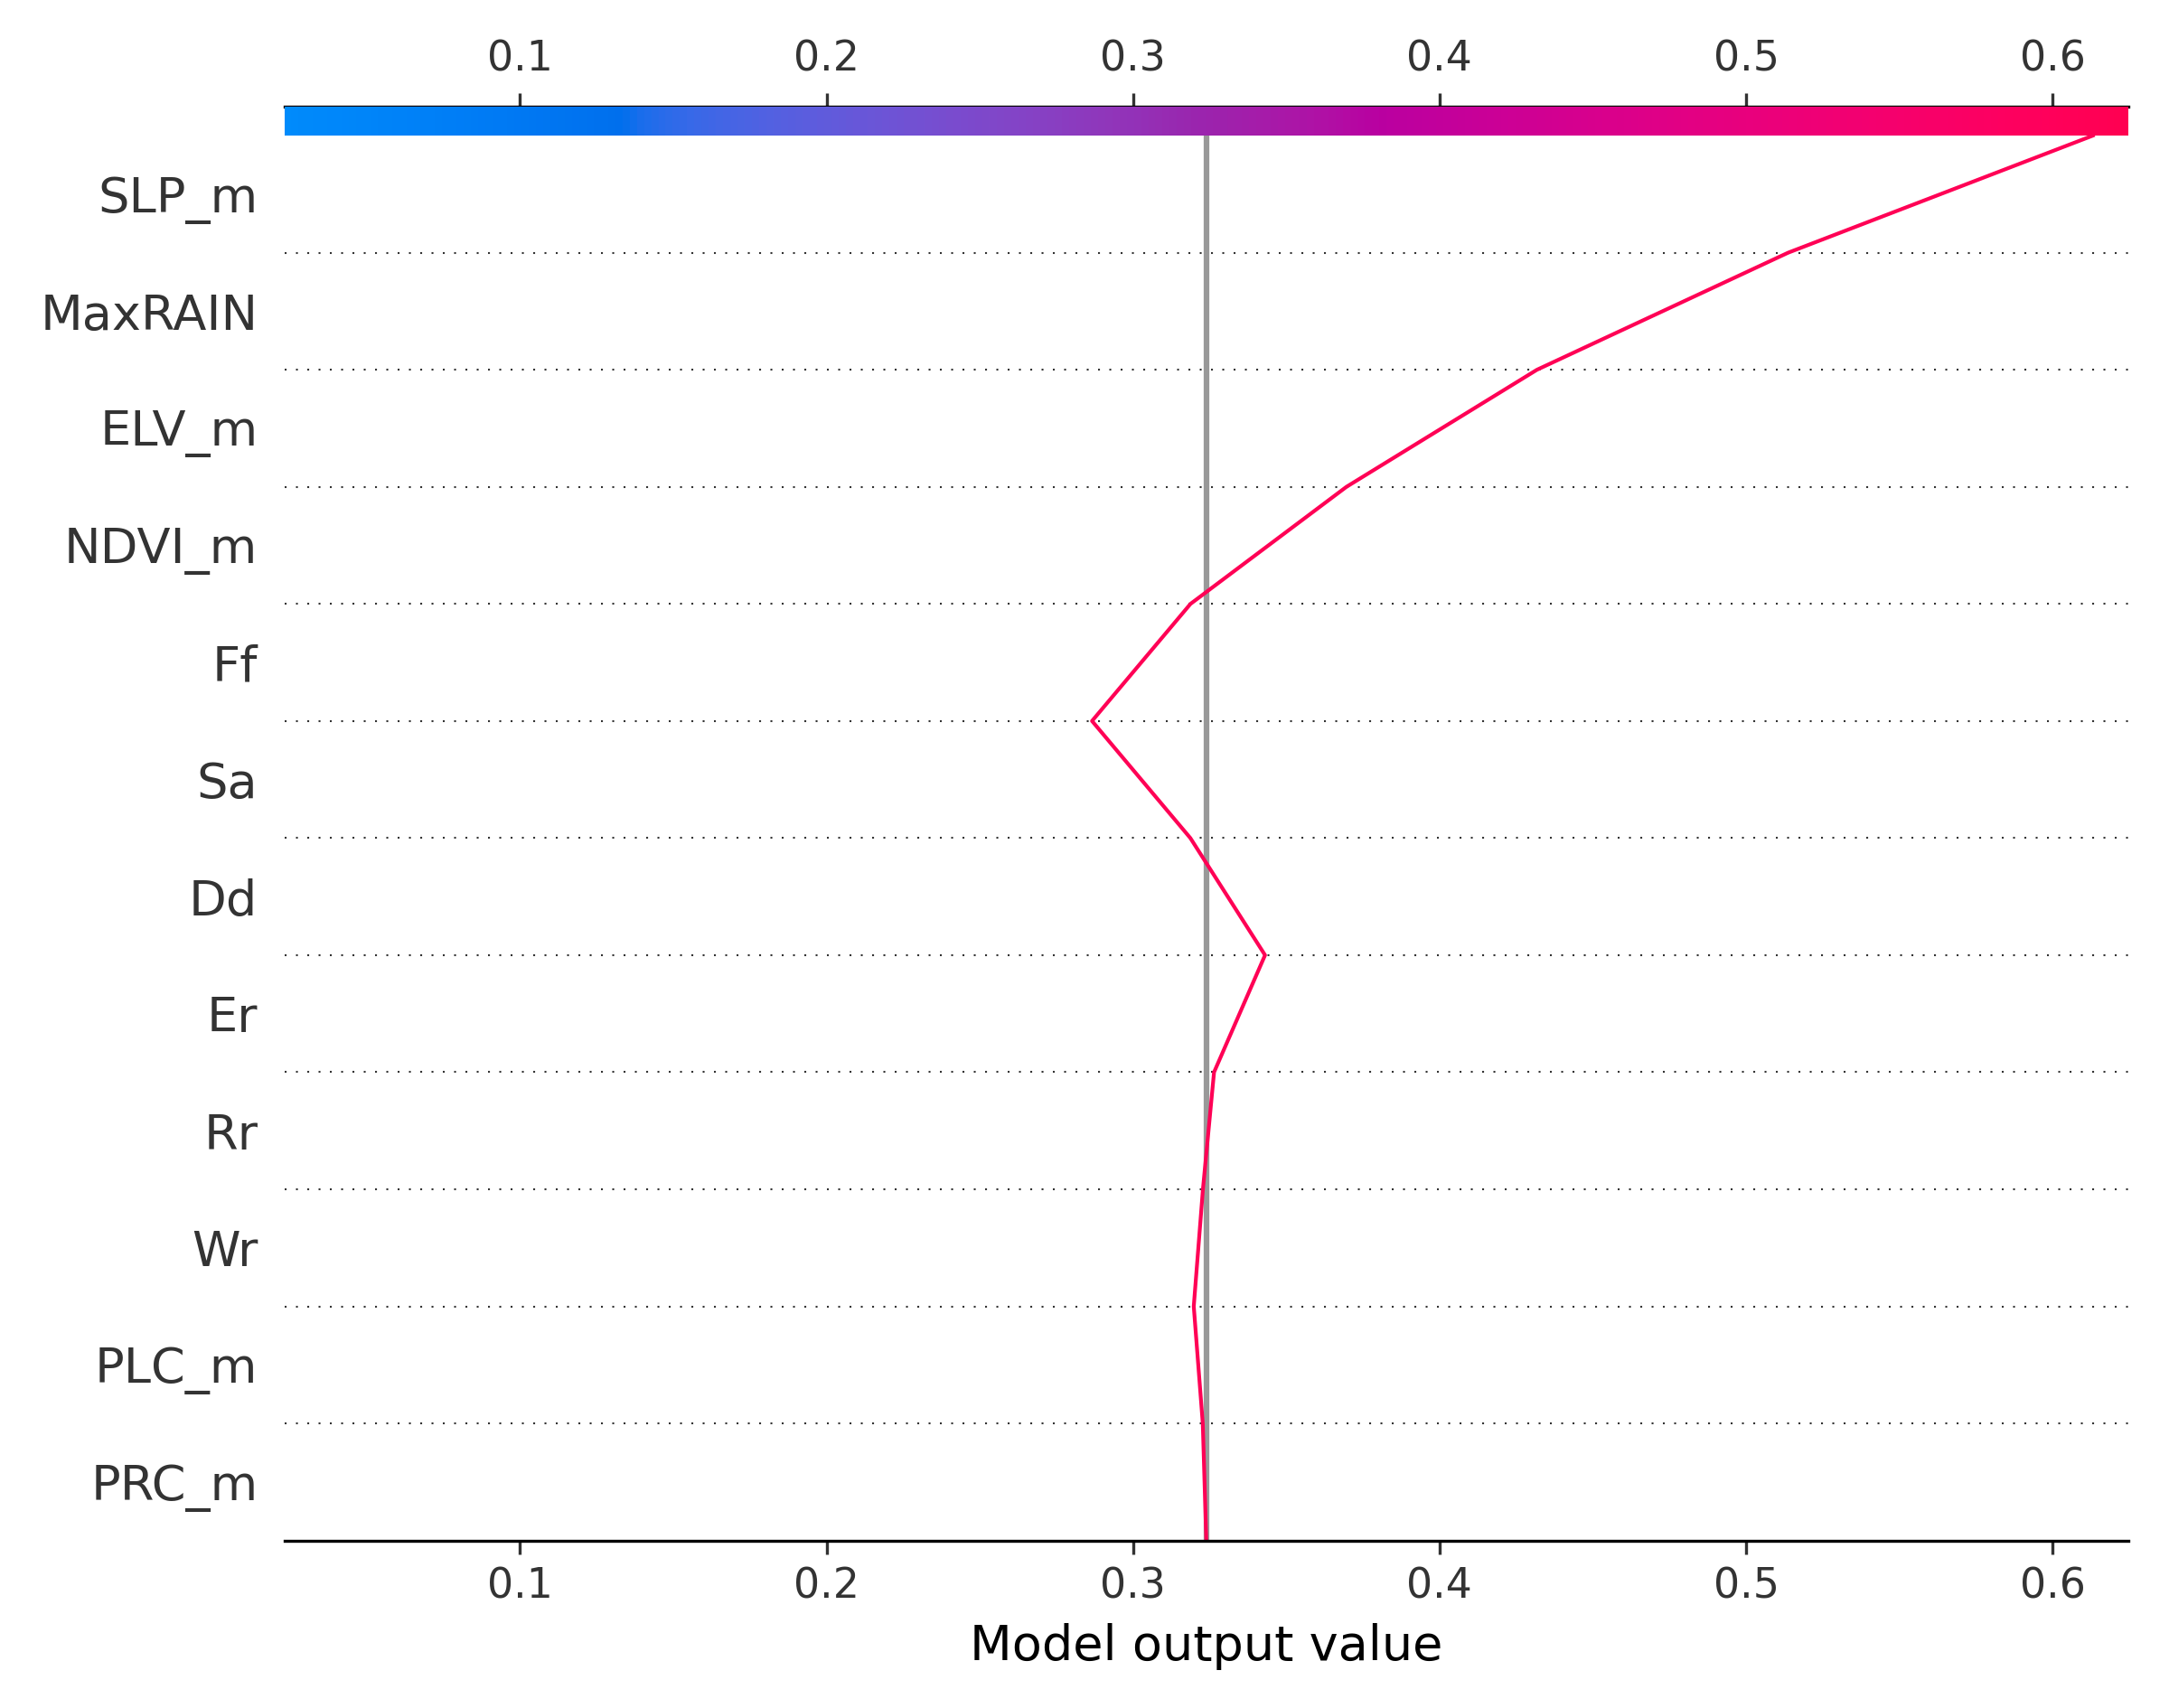 0.1 0.2 0.3 0.4 0.5 0.6
SLP_m
MaxRAIN
ELV_m
NDVI_m
Ff
Sa
Dd
Er
Rr
Wr
PLC_m
PRC_m
0.1 0.2 0.3 0.4 0.5 0.6
Model output value